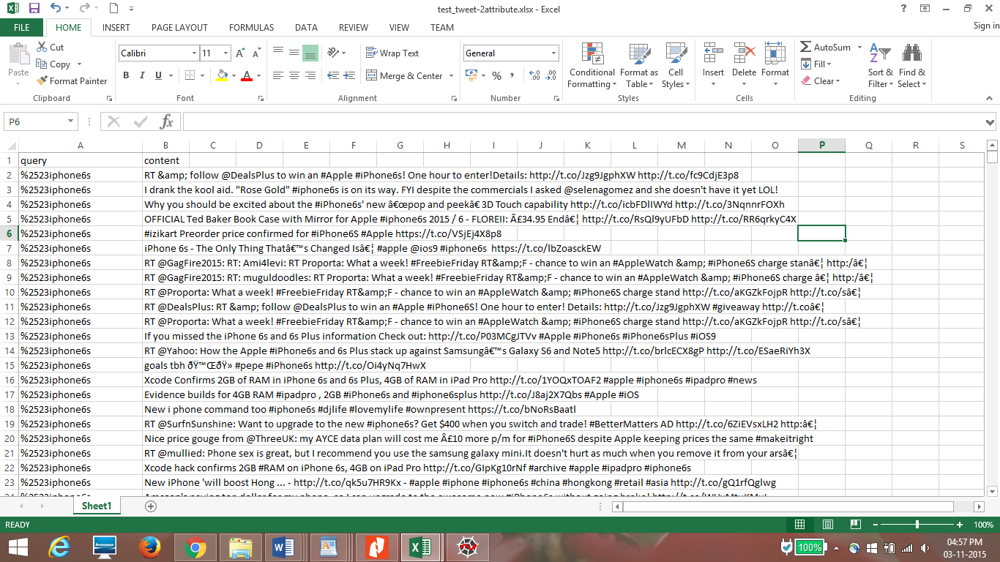 test_tweet-2attribute.xlsx - Excel
FILE HOME INSERT PAGE LAYOUT FORMULAS DATA REVIEW VIEW TEAM Sign in
Paste Cut Copy Format Painter Clipboard
Calibri 11 B I U A Font
Wrap Text Merge & Center Alignment
General % , Number
Conditional Formatting Format as Table Cell Styles Styles
Insert Delete Format Cells
AutoSum Fill Clear Sort & Filter Find & Select Editing
P6 fx
A B C D E F G H I J K L M N O P Q R S
1 query content
2 %2523iphone6s RT &amp; follow @DealsPlus to win an #Apple #iPhone6s! One hour to enter!Details: http://t.co/Jzg9JgphXW http://t.co/fc9CdjE3p8
3 %2523iphone6s I drank the kool aid. "Rose Gold" #iphone6s is on its way. FYI despite the commercials I asked @selenagomez and she doesn't have it yet LOL!
4 %2523iphone6s Why you should be excited about the #iPhone6s' new â€œpop and peekâ€ 3D Touch capability http://t.co/icbFDlIWYd http://t.co/3NqnnrFOXh
5 %2523iphone6s OFFICIAL Ted Baker Book Case with Mirror for Apple #iphone6s 2015 / 6 - FLOREII: Â£34.95 Endâ€¦ http://t.co/RsQl9yUFbD http://t.co/RR6qrkyC4X
6 %2523iphone6s #izikart Preorder price confirmed for #iPhone6S #Apple https://t.co/VSjEj4X8p8
7 %2523iphone6s iPhone 6s - The Only Thing Thatâ€™s Changed Isâ€¦ #apple @ios9 #iphone6s  https://t.co/lbZoasckEW
8 %2523iphone6s RT @GagFire2015: RT: Ami4levi: RT Proporta: What a week! #FreebieFriday RT&amp;F - chance to win an #AppleWatch &amp; #iPhone6S charge stanâ€¦ http:/â€¦
9 %2523iphone6s RT @GagFire2015: RT: muguldoodles: RT Proporta: What a week! #FreebieFriday RT&amp;F - chance to win an #AppleWatch &amp; #iPhone6S charge â€¦ http:/â€¦
10 %2523iphone6s RT @Proporta: What a week! #FreebieFriday RT&amp;F - chance to win an #AppleWatch &amp; #iPhone6S charge stand http://t.co/aKGZkFojpR http://t.co/sâ€¦
11 %2523iphone6s RT @DealsPlus: RT &amp; follow @DealsPlus to win an #Apple #iPhone6S! One hour to enter! Details: http://t.co/Jzg9JgphXW #giveaway http://t.coâ€¦
12 %2523iphone6s RT @Proporta: What a week! #FreebieFriday RT&amp;F - chance to win an #AppleWatch &amp; #iPhone6S charge stand http://t.co/aKGZkFojpR http://t.co/sâ€¦
13 %2523iphone6s If you missed the iPhone 6s and 6s Plus information Check out: http://t.co/P03MCgJTVv #Apple #iPhone6s #iPhone6sPlus #iOS9
14 %2523iphone6s RT @Yahoo: How the Apple #iPhone6s and 6s Plus stack up against Samsungâ€™s Galaxy S6 and Note5 http://t.co/brlcECX8gP http://t.co/ESaeRiYh3X
15 %2523iphone6s goals tbh ðŸ™ŒðŸ» #pepe #iPhone6s http://t.co/Oi4yNq7HwX
16 %2523iphone6s Xcode Confirms 2GB of RAM in iPhone 6s and 6s Plus, 4GB of RAM in iPad Pro http://t.co/1YOQxTOAF2 #apple #iphone6s #ipadpro #news
17 %2523iphone6s Evidence builds for 4GB RAM #ipadpro , 2GB #iPhone6s and #iphone6splus http://t.co/J8aj2X7Qbs #Apple #iOS
18 %2523iphone6s New i phone command too #iphone6s #djlife #lovemylife #ownpresent https://t.co/bNoRsBaatl
19 %2523iphone6s RT @SurfnSunshine: Want to upgrade to the new #iphone6s? Get $400 when you switch and trade! #BetterMatters AD http://t.co/6ZiEVsxLH2 http:â€¦
20 %2523iphone6s Nice price gouge from @ThreeUK: my AYCE data plan will cost me Â£10 more p/m for #iPhone6S despite Apple keeping prices the same #makeitright
21 %2523iphone6s RT @mullied: Phone sex is great, but I recommend you use the samsung galaxy mini.It doesn't hurt as much when you remove it from your arsâ€¦
22 %2523iphone6s Xcode hack confirms 2GB #RAM on iPhone 6s, 4GB on iPad Pro http://t.co/GIpKg10rNf #archive #apple #ipadpro #iphone6s
23 %2523iphone6s New iPhone 'will boost Hong ... - http://t.co/qk5u7HR9Kx - #apple #iphone #iphone6s #china #hongkong #retail #asia http://t.co/gQ1rfQglwg
Sheet1
READY 100%
lenovo 100% 04:57 PM
03-11-2015